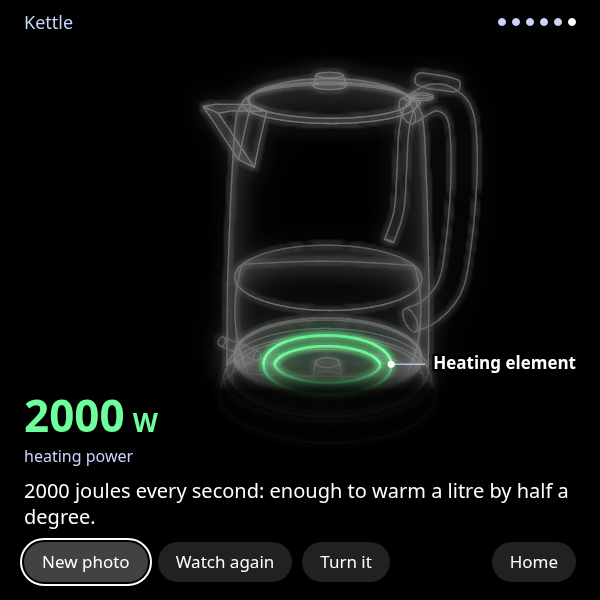 Kettle
Heating element
2000 W
heating power
2000 joules every second: enough to warm a litre by half a
degree.
New photo
Watch again
Turn it
Home